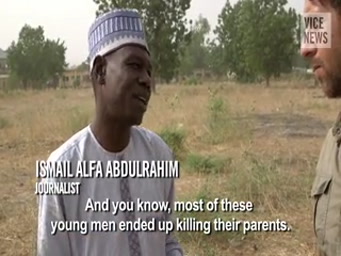 VICE
NEWS
ISMAIL ALFA ABDULRAHIM
JOURNALIST
And you know, most of these
young men ended up killing their parents.